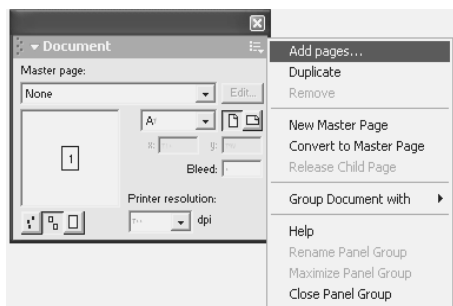 Document
Master page:
None
Edit...
1
x:
y:
Bleed:
Printer resolution:
dpi
Add pages...
Duplicate
Remove
New Master Page
Convert to Master Page
Release Child Page
Group Document with
Help
Rename Panel Group
Maximize Panel Group
Close Panel Group